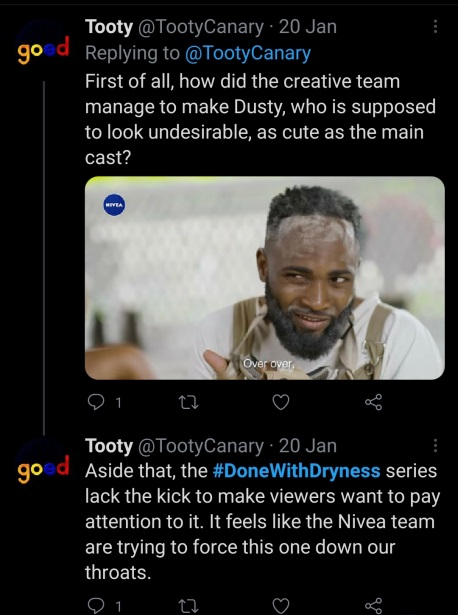 Tooty @TootyCanary · 20 Jan
goed
Replying to @TootyCanary
First of all, how did the creative team
manage to make Dusty, who is supposed
to look undesirable, as cute as the main
cast?
NIVEA
Over over,
1
Tooty @TootyCanary · 20 Jan
goed
Aside that, the #DoneWithDryness series
lack the kick to make viewers want to pay
attention to it. It feels like the Nivea team
are trying to force this one down our
throats.
1